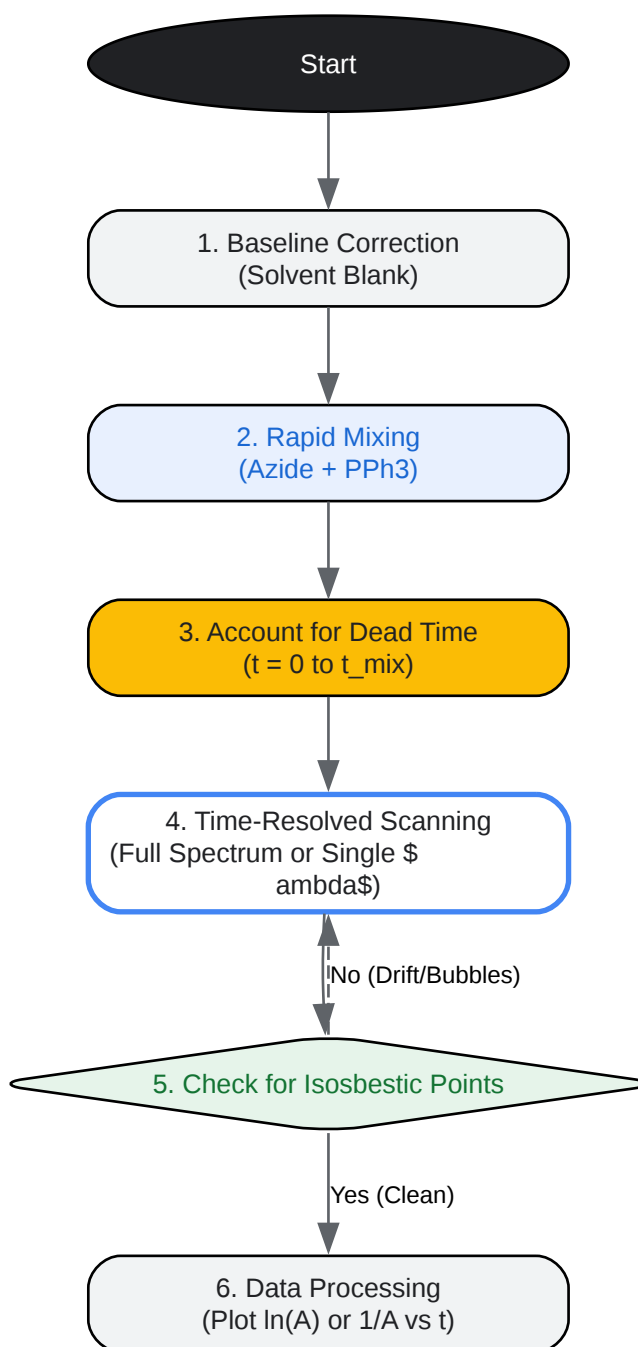 Start
1. Baseline Correction
(Solvent Blank)
2. Rapid Mixing
(Azide + PPh3)
3. Account for Dead Time
(t = 0 to t_mix)
4. Time-Resolved Scanning
(Full Spectrum or Single $
ambda$)
No (Drift/Bubbles)
5. Check for Isosbestic Points
Yes (Clean)
6. Data Processing
(Plot ln(A) or 1/A vs t)